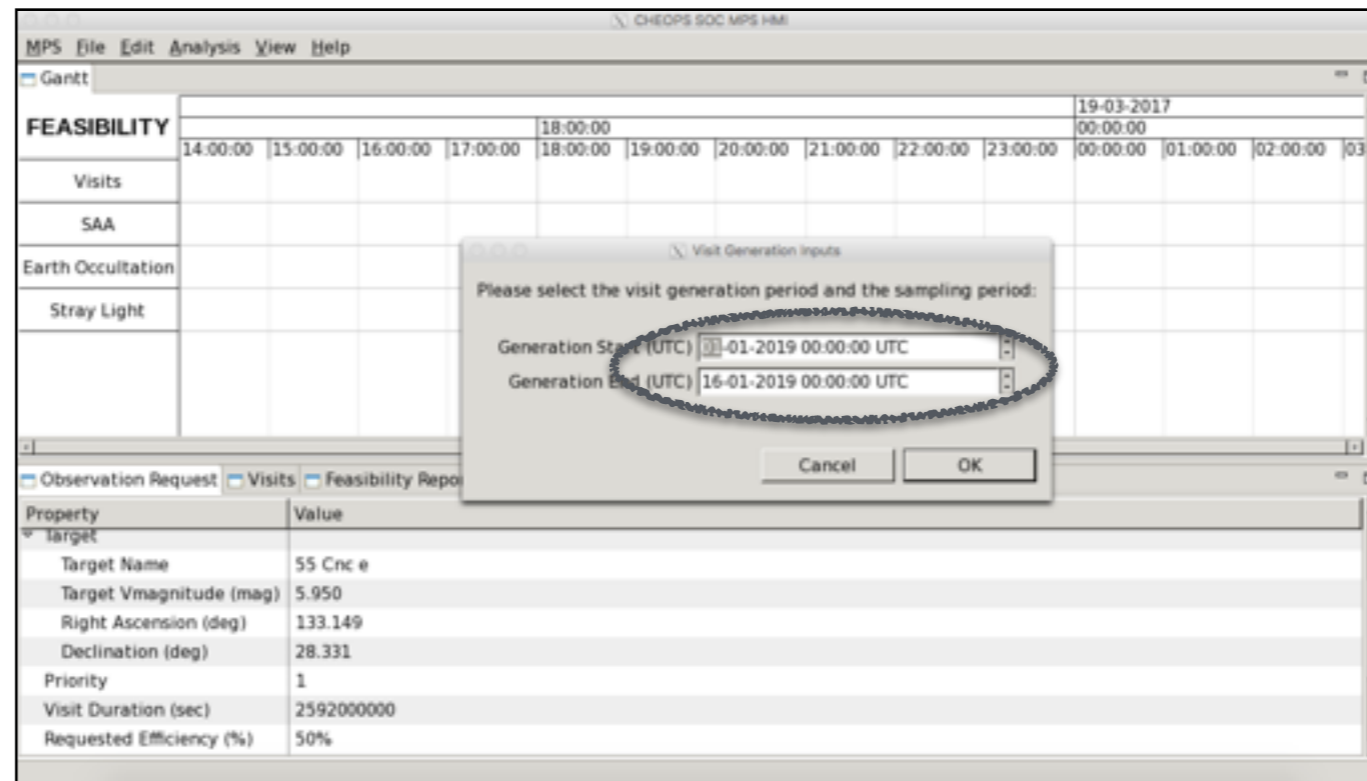 CHEOPS SOC MPS HMI
MPS File Edit Analysis View Help
Gantt
19-03-2017
FEASIBILITY
18:00:00 00:00:00
14:00:00 15:00:00 16:00:00 17:00:00 18:00:00 19:00:00 20:00:00 21:00:00 22:00:00 23:00:00 00:00:00 01:00:00 02:00:00 03
Visits
SAA
Earth Occultation
Stray Light
Visit Generation Inputs
Please select the visit generation period and the sampling period:
Generation Start (UTC) -01-2019 00:00:00 UTC
Generation End (UTC) 16-01-2019 00:00:00 UTC
Cancel OK
Observation Request Visits Feasibility Repo
Property Value
Target
Target Name 55 Cnc e
Target Vmagnitude (mag) 5.950
Right Ascension (deg) 133.149
Declination (deg) 28.331
Priority 1
Visit Duration (sec) 2592000000
Requested Efficiency (%) 50%